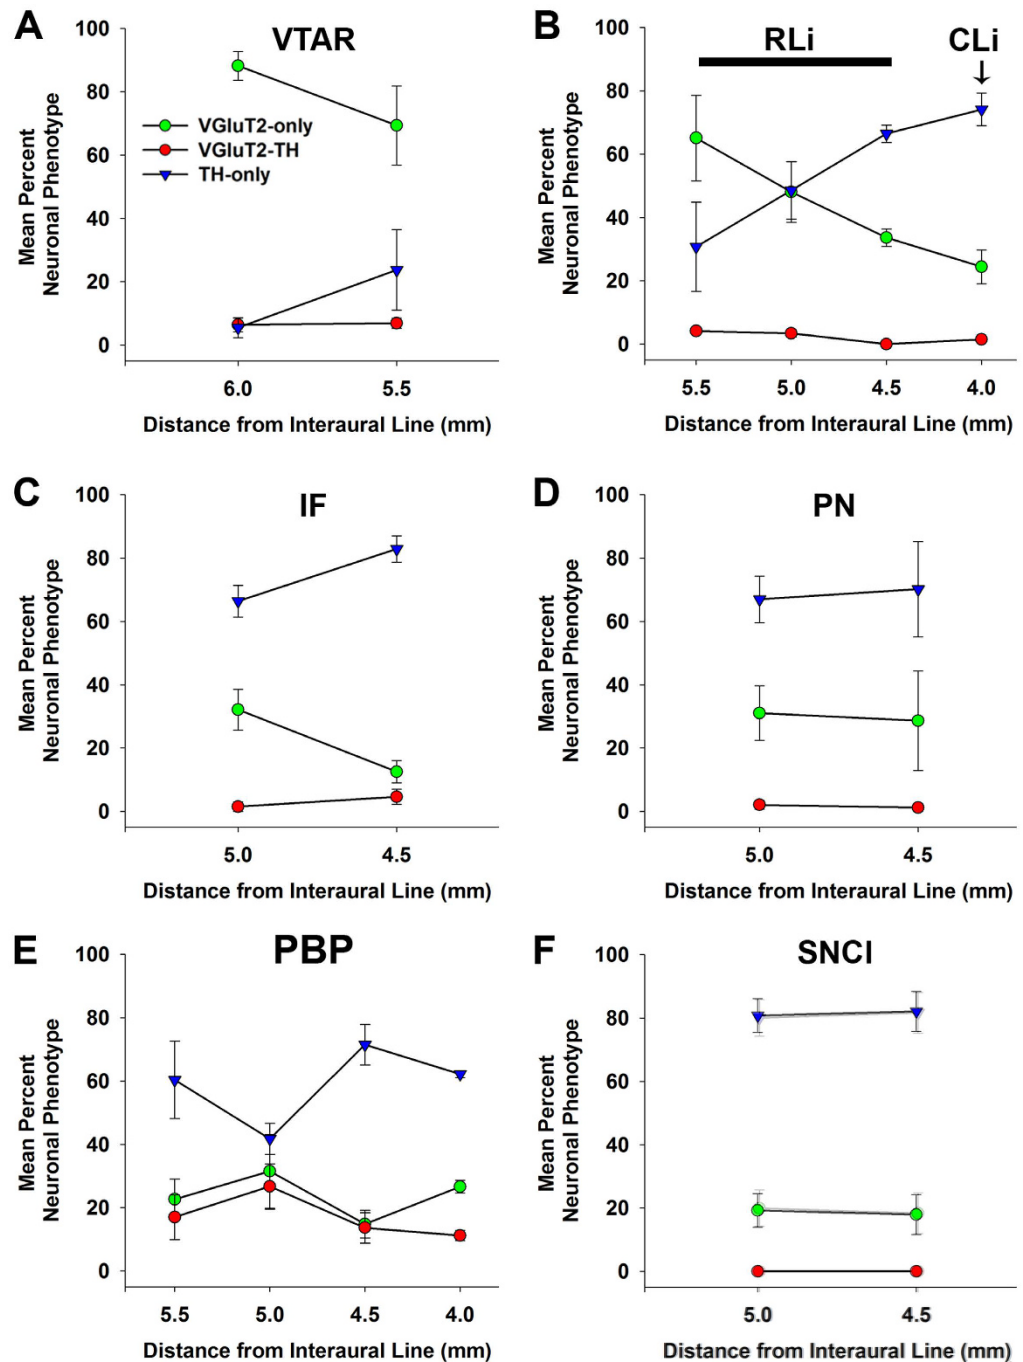 A
VTAR
100
80
60
40
20
0
Mean Percent
Neuronal Phenotype
VGluT2-only
VGluT2-TH
TH-only
6.0 5.5
Distance from Interaural Line (mm)
B
RLi CLi
100
80
60
40
20
0
Mean Percent
Neuronal Phenotype
5.5 5.0 4.5 4.0
Distance from Interaural Line (mm)
C
IF
100
80
60
40
20
0
Mean Percent
Neuronal Phenotype
5.0 4.5
Distance from Interaural Line (mm)
D
PN
100
80
60
40
20
0
Mean Percent
Neuronal Phenotype
5.0 4.5
Distance from Interaural Line (mm)
E
PBP
100
80
60
40
20
0
Mean Percent
Neuronal Phenotype
5.5 5.0 4.5 4.0
Distance from Interaural Line (mm)
F
SNCl
100
80
60
40
20
0
Mean Percent
Neuronal Phenotype
5.0 4.5
Distance from Interaural Line (mm)